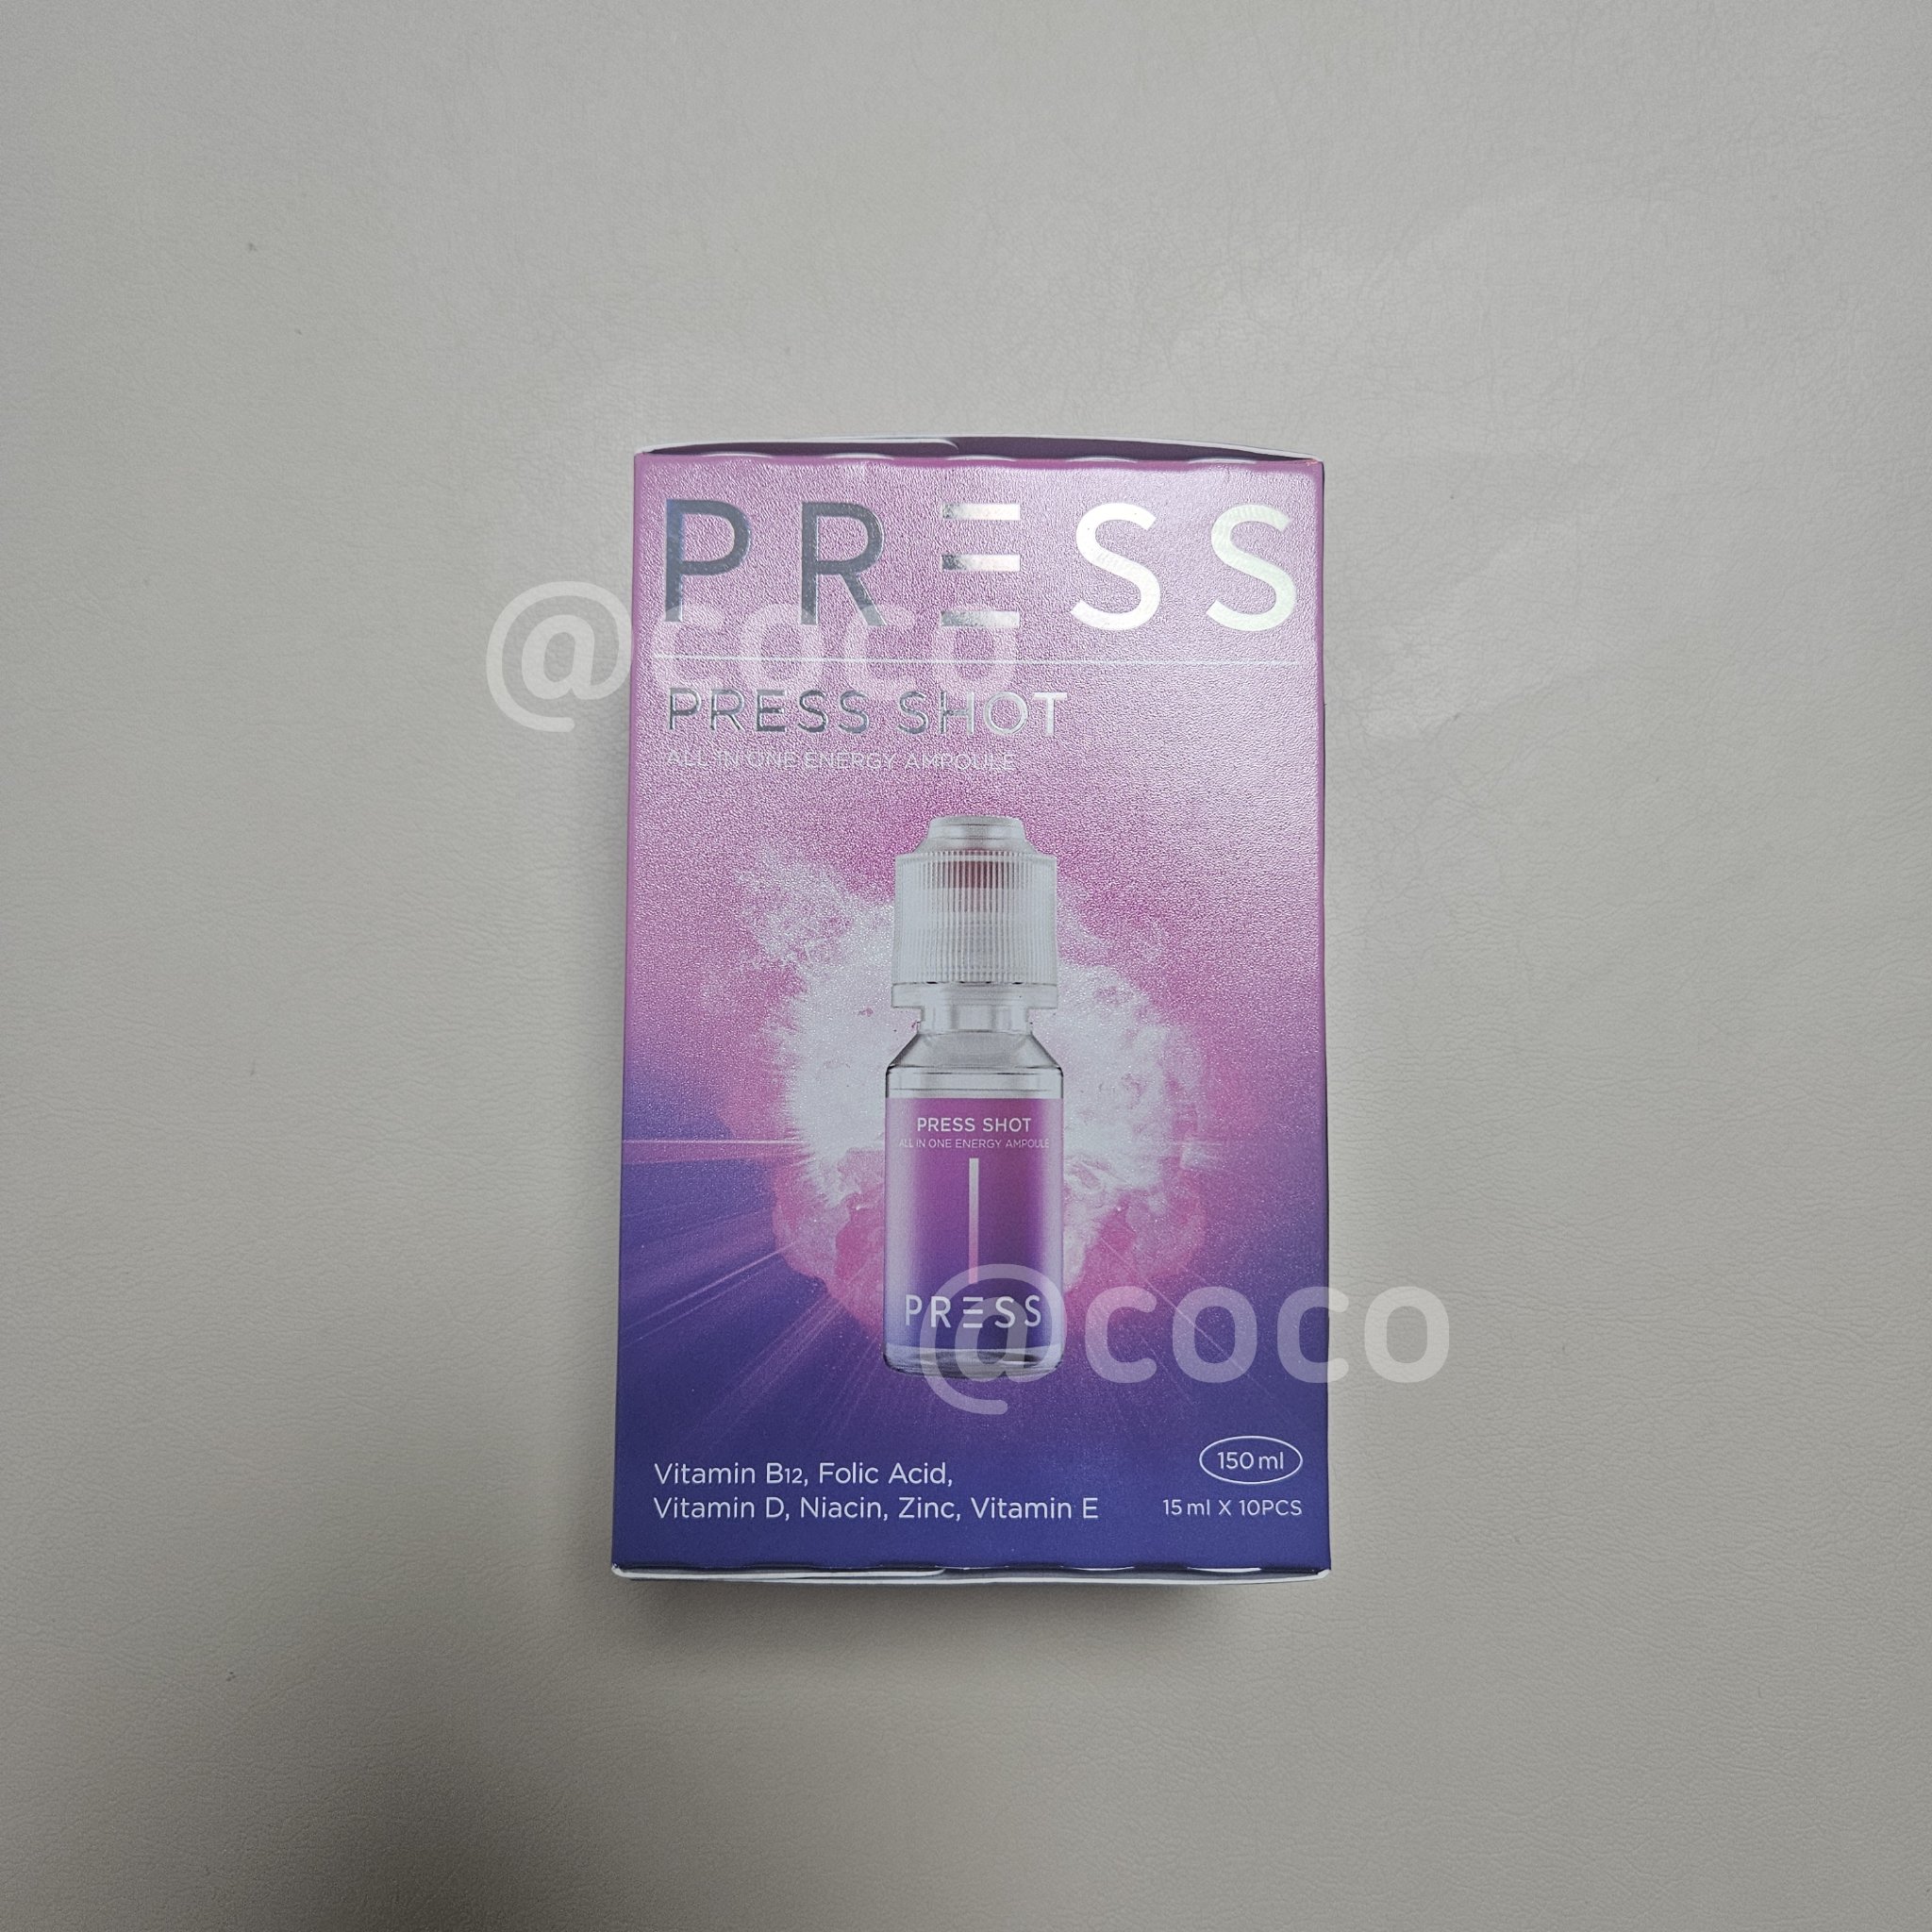 PRESS
@coco
PRESS SHOT
ALL IN ONE ENERGY AMPOULE
PRESS SHOT
ALL IN ONE ENERGY AMPOULE
PRESS
@coco
Vitamin B12, Folic Acid,
Vitamin D, Niacin, Zinc, Vitamin E
150 ml
15 ml X 10PCS